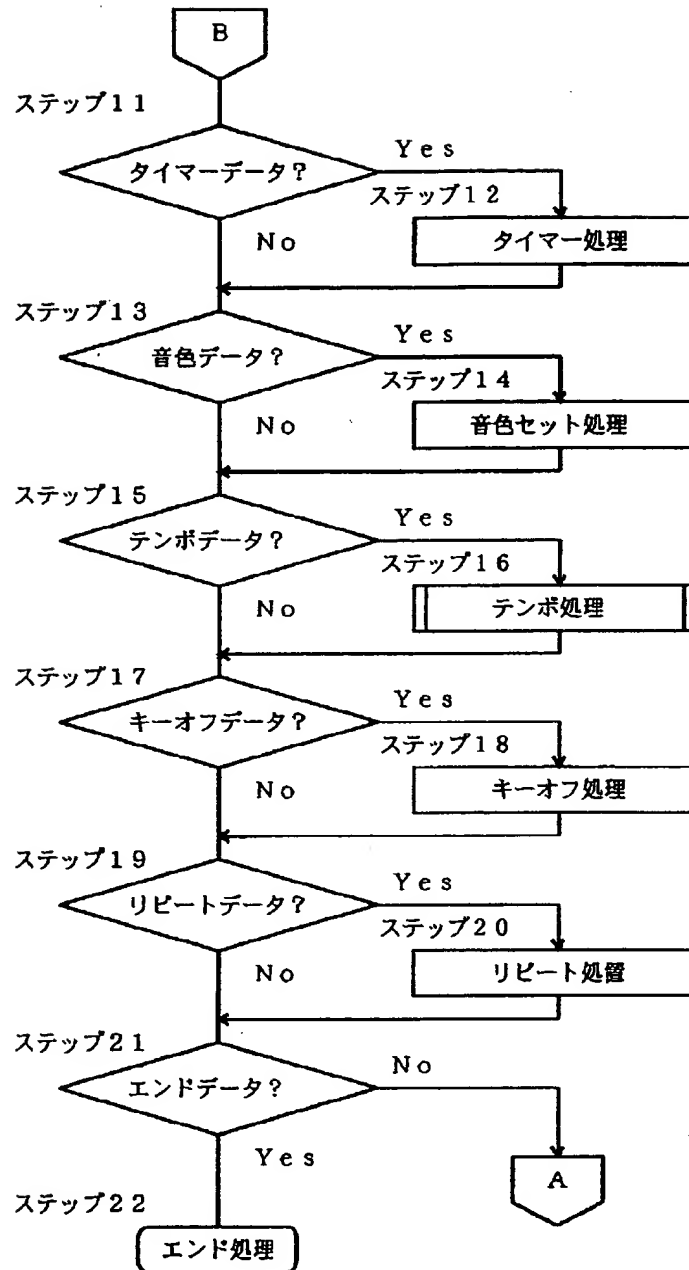 B
ステップ11
タイマーデータ？
Yes
ステップ12
タイマー処理
No
ステップ13
音色データ？
Yes
ステップ14
音色セット処理
No
ステップ15
テンポデータ？
Yes
ステップ16
テンポ処理
No
ステップ17
キーオフデータ？
Yes
ステップ18
キーオフ処理
No
ステップ19
リピートデータ？
Yes
ステップ20
リピート処置
No
ステップ21
エンドデータ？
No
A
Yes
ステップ22
エンド処理